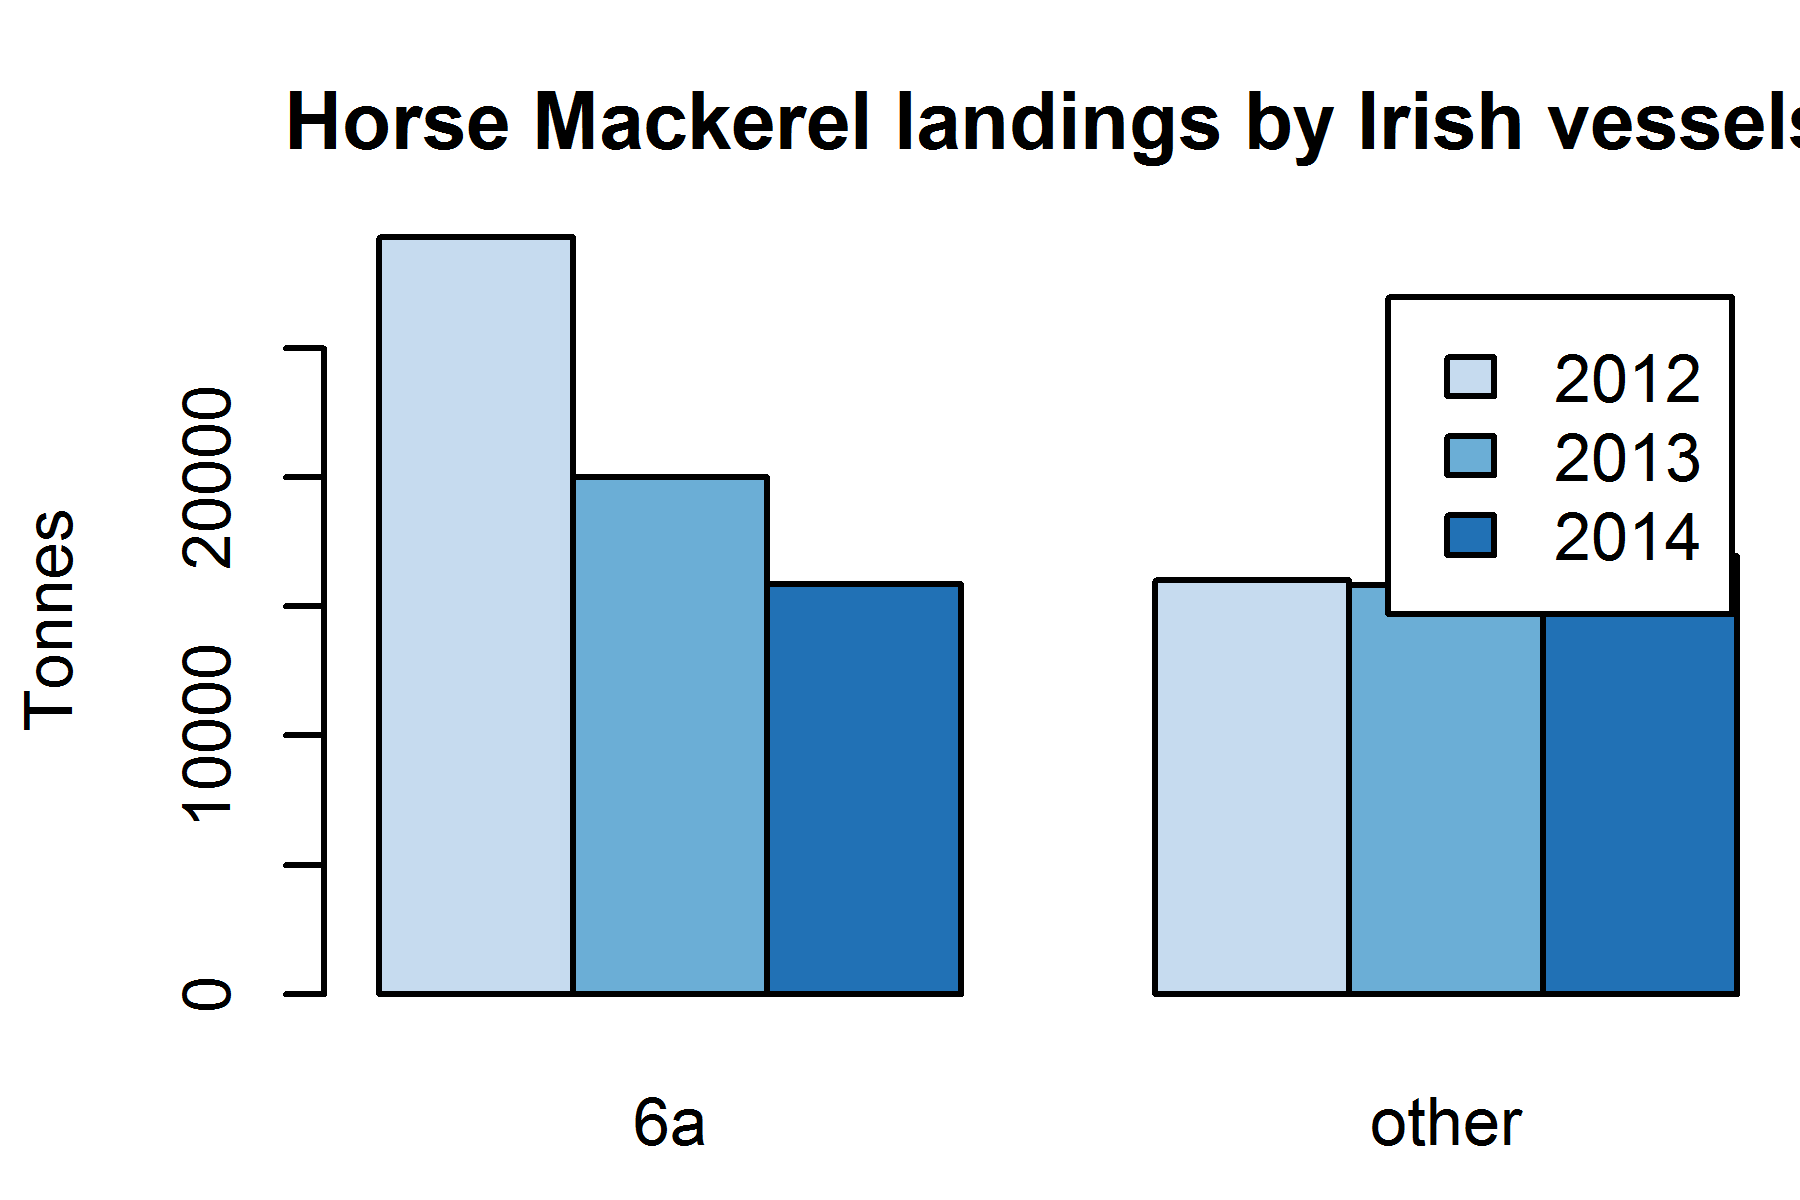 Horse Mackerel landings by Irish vessels
Tonnes
20000
10000
0
2012
2013
2014
6a
other